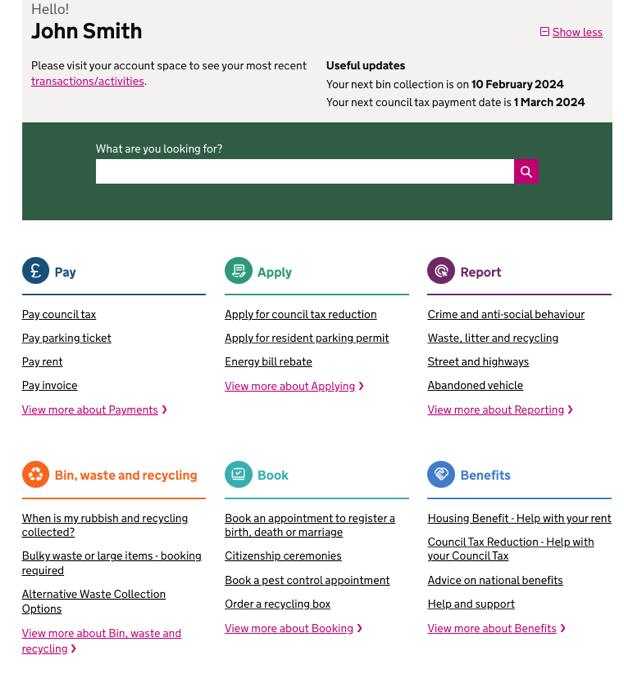 Hello!
John Smith
Show less
Please visit your account space to see your most recent
transactions/activities.
Useful updates
Your next bin collection is on 10 February 2024
Your next council tax payment date is 1 March 2024
What are you looking for?
Pay
Pay council tax
Pay parking ticket
Pay rent
Pay invoice
View more about Payments ❯
Apply
Apply for council tax reduction
Apply for resident parking permit
Energy bill rebate
View more about Applying ❯
Report
Crime and anti-social behaviour
Waste, litter and recycling
Street and highways
Abandoned vehicle
View more about Reporting ❯
Bin, waste and recycling
When is my rubbish and recycling
collected?
Bulky waste or large items - booking
required
Alternative Waste Collection
Options
View more about Bin, waste and
recycling ❯
Book
Book an appointment to register a
birth, death or marriage
Citizenship ceremonies
Book a pest control appointment
Order a recycling box
View more about Booking ❯
Benefits
Housing Benefit - Help with your rent
Council Tax Reduction - Help with
your Council Tax
Advice on national benefits
Help and support
View more about Benefits ❯